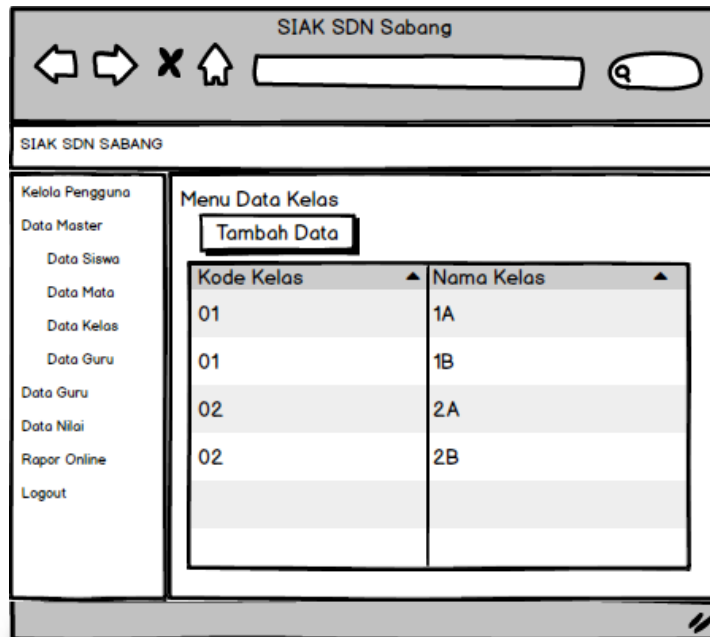 SIAK SDN Sabang
SIAK SDN SABANG
Kelola Pengguna
Data Master
Data Siswa
Data Mata
Data Kelas
Data Guru
Data Guru
Data Nilai
Rapor Online
Logout
Menu Data Kelas
Tambah Data
Kode Kelas Nama Kelas
01 1A
01 1B
02 2A
02 2B